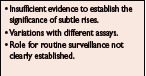 • Insufficient evidence to establish the
significance of subtle rises.
• Variations with different assays.
• Role for routine surveillance not
clearly established.